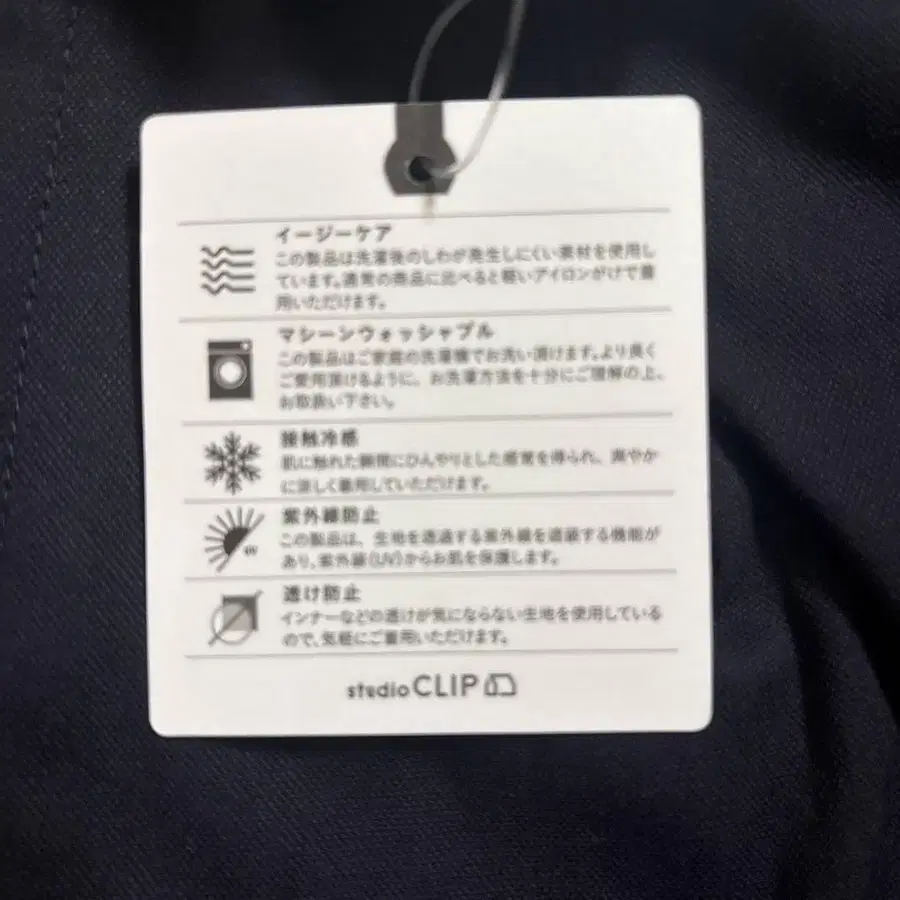 イージーケア
この製品は洗濯後のしわが発生しにくい素材を使用し
ています。通常の商品に比べると軽いアイロンがけで着
用いただけます。
マシーンウォッシャブル
この製品はご家庭の洗濯機でお洗い頂けます。より良く
ご愛用頂けるように、お洗濯方法を十分にご理解の上、
お取扱い下さい。
接触冷感
肌に触れた瞬間にひんやりとした感覚を得られ、爽やか
に涼しく着用していただけます。
紫外線防止
UV
この製品は、生地を透過する紫外線を遮蔽する機能が
あり、紫外線(UV)からお肌を保護します。
透け防止
インナーなどの透けが気にならない生地を使用している
ので、気軽にご着用いただけます。
studio CLIP